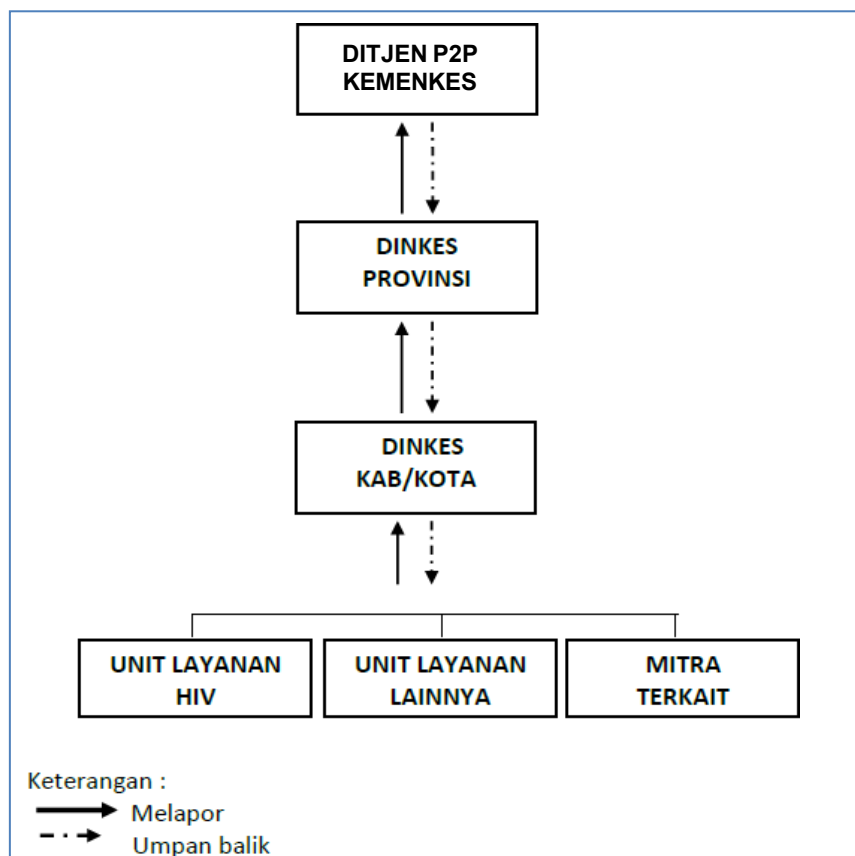 DITJEN P2P
KEMENKES
DINKES
PROVINSI
DINKES
KAB/KOTA
UNIT LAYANAN
HIV
UNIT LAYANAN
LAINNYA
MITRA
TERKAIT
Keterangan :
Melapor
Umpan balik